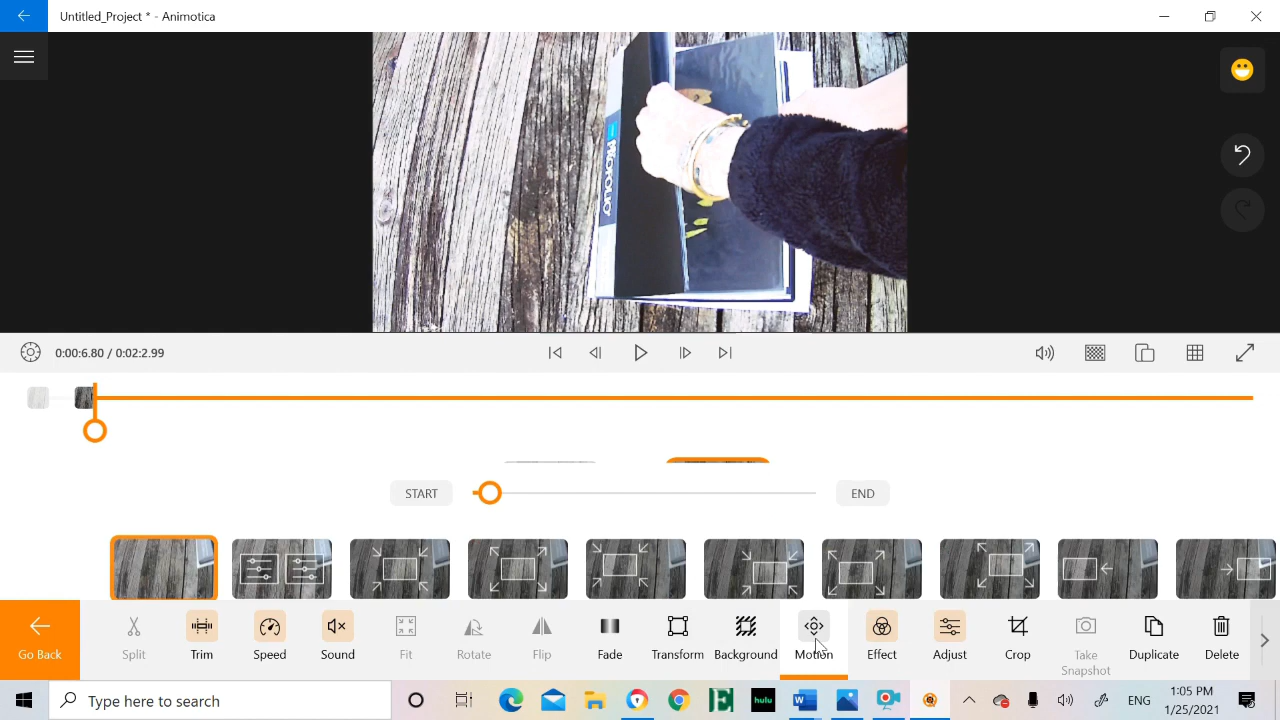 Untitled_Project * - Animotica
PROFOLIO
0:00:6.80 / 0:02:2.99
START
END
Go Back
Split
Trim
Speed
Sound
Fit
Rotate
Flip
Fade
Transform
Background
Motion
Effect
Adjust
Crop
Take
Snapshot
Duplicate
Delete
Type here to search
E
hulu
W
ENG
1:05 PM
1/25/2021